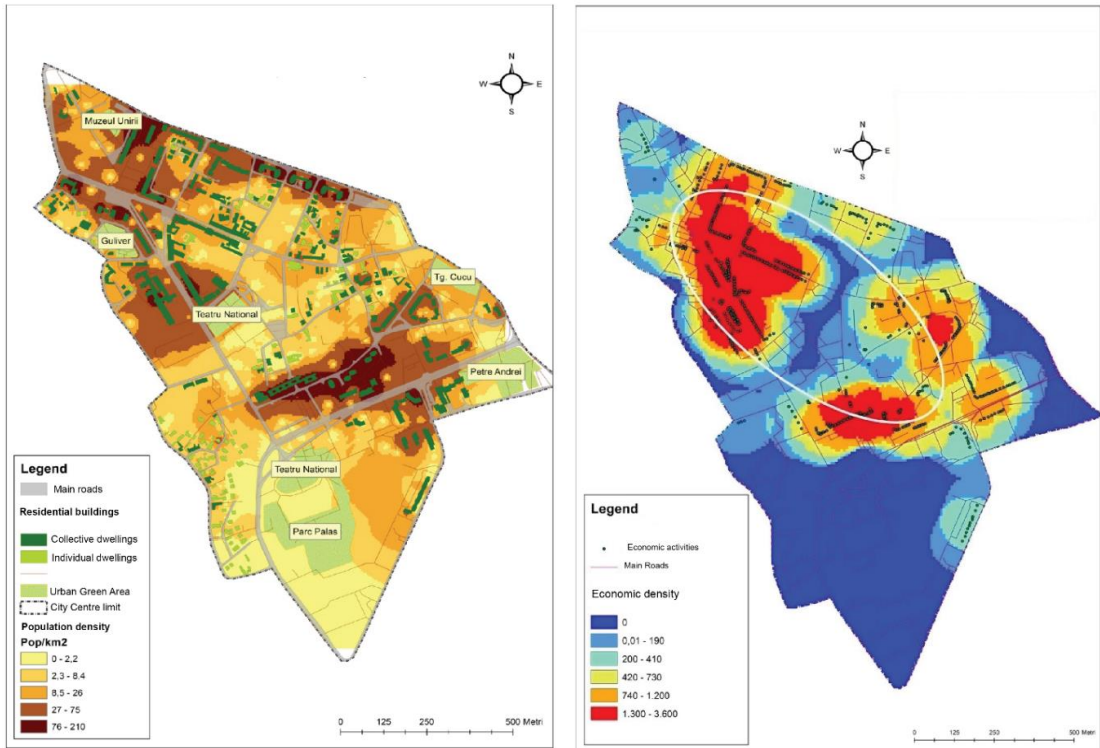 N
W E
S
Muzeul Unirii
Guliver
Tg. Cucu
Teatru National
Petre Andrei
Teatru National
Parc Palas
Legend
Main roads
Residential buildings
Collective dwellings
Individual dwellings
Urban Green Area
City Centre limit
Population density
Pop/km2
0 - 2,2
2,3 - 8,4
8,5 - 26
27 - 75
76 - 210
0 125 250 500 Metri
N
W E
S
Legend
Economic activities
Main Roads
Economic density
0
0,01 - 190
200 - 410
420 - 730
740 - 1.200
1.300 - 3.600
0 125 250 500 Metri